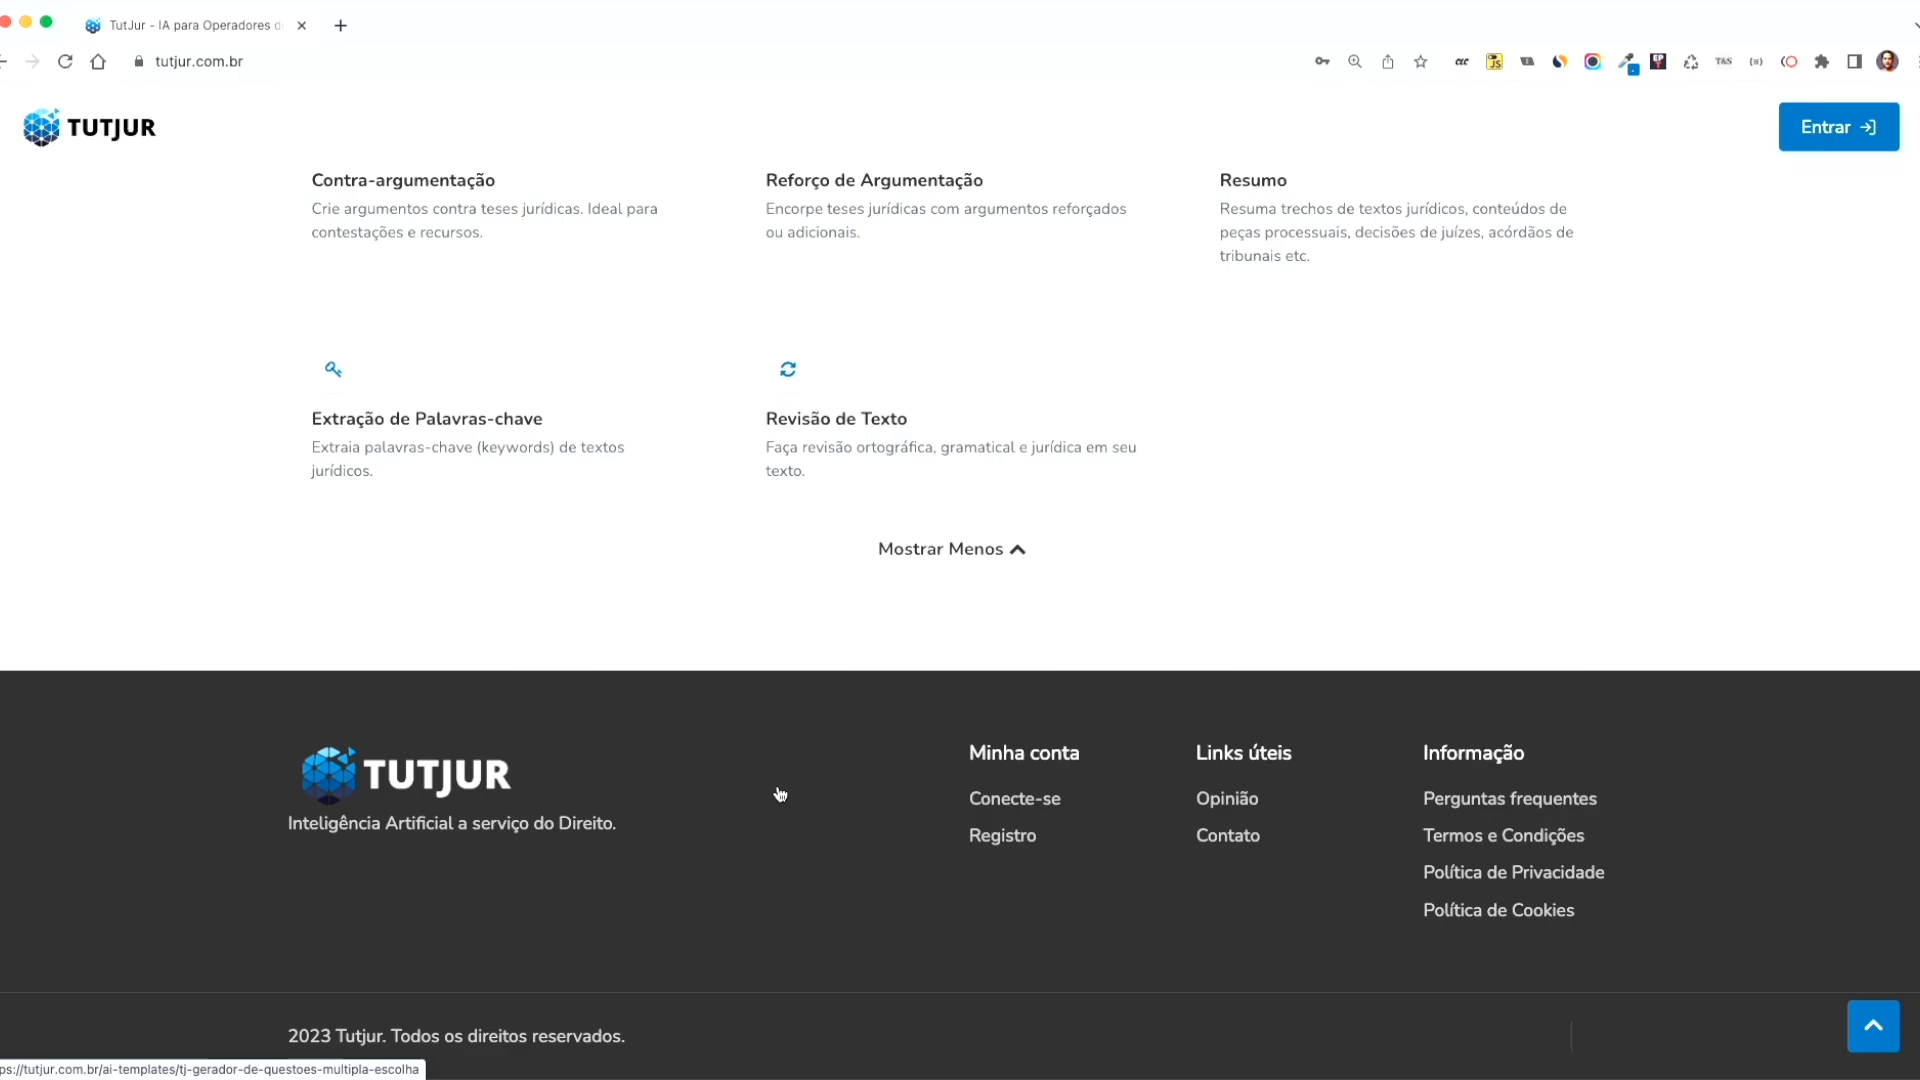 TutJur - IA para Operadores d
tutjur.com.br
TUTJUR
Entrar
Contra-argumentação
Crie argumentos contra teses jurídicas. Ideal para
contestações e recursos.
Reforço de Argumentação
Encorpe teses jurídicas com argumentos reforçados
ou adicionais.
Resumo
Resuma trechos de textos jurídicos, conteúdos de
peças processuais, decisões de juízes, acórdãos de
tribunais etc.
Extração de Palavras-chave
Extraia palavras-chave (keywords) de textos
jurídicos.
Revisão de Texto
Faça revisão ortográfica, gramatical e jurídica em seu
texto.
Mostrar Menos
TUTJUR
Inteligência Artificial a serviço do Direito.
Minha conta
Conecte-se
Registro
Links úteis
Opinião
Contato
Informação
Perguntas frequentes
Termos e Condições
Política de Privacidade
Política de Cookies
2023 Tutjur. Todos os direitos reservados.
ps://tutjur.com.br/ai-templates/tj-gerador-de-questoes-multipla-escolha